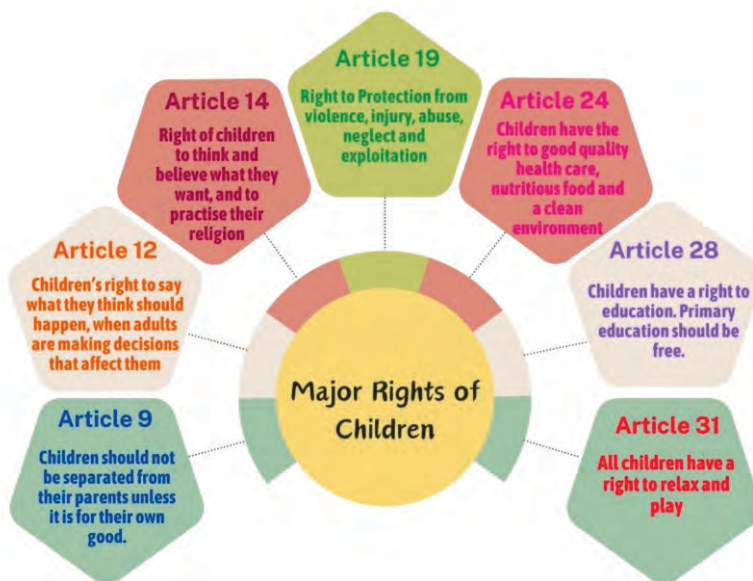 Article 19
Right to Protection from
violence, injury, abuse,
neglect and
exploitation
Article 14
Right of children
to think and
believe what they
want, and to
practise their
religion
Article 24
Children have the
right to good quality
health care,
nutritious food and
a clean
environment
Article 12
Children's right to say
what they think should
happen, when adults
are making decisions
that affect them
Article 28
Children have a right to
education. Primary
education should be
free.
Article 9
Children should not
be separated from
their parents unless
it is for their own
good.
Major Rights of
Children
Article 31
All children have a
right to relax and
play